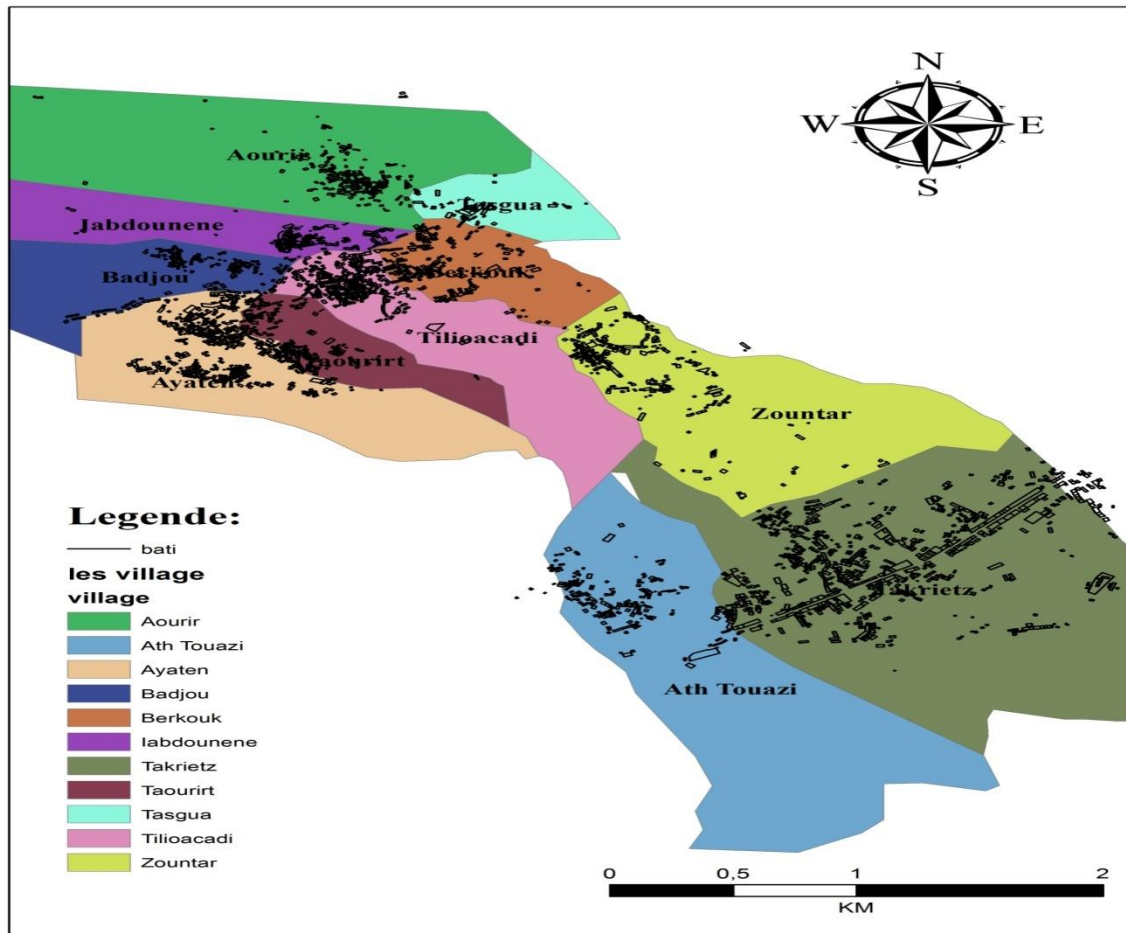 N
W E
S
Aourir
Tasgua
Jabdounene
Berkouk
Badjou
Tilioacadi
Taourirt
Ayaten
Zountar
Takrietz
Ath Touazi
Legende:
bati
les village
village
Aourir
Ath Touazi
Ayaten
Badjou
Berkouk
Iabdounene
Takrietz
Taourirt
Tasgua
Tilioacadi
Zountar
0 0,5 1 2
KM